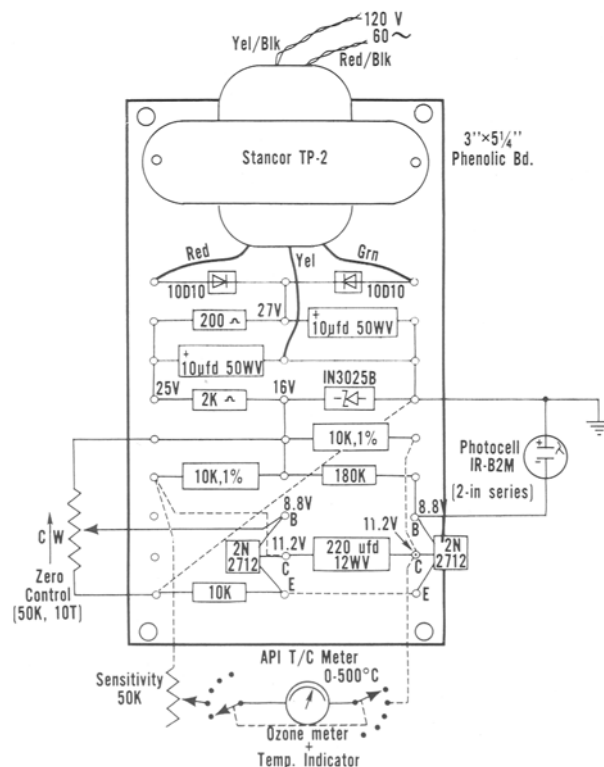 120 V
60~
Yel/Blk
Red/Blk
Stancor TP-2
3"×5¼"
Phenolic Bd.
Red
Yel
Grn
10D10
10D10
27V
200 ⌢
+
10µfd 50WV
+
10µfd 50WV
25V
16V
IN3025B
2K ⌢
10K,1%
Photocell
IR-B2M
(2-in series)
+
-
λ
10K,1%
180K
8.8V
B
8.8V
B
11.2V
11.2V
C W
2N
2712
C
220 ufd
12WV
C
2N
2712
Zero
Control
(50K, 10T)
10K
E
E
API T/C Meter
0-500°C
Sensitivity
50K
Ozone meter
+
Temp. Indicator